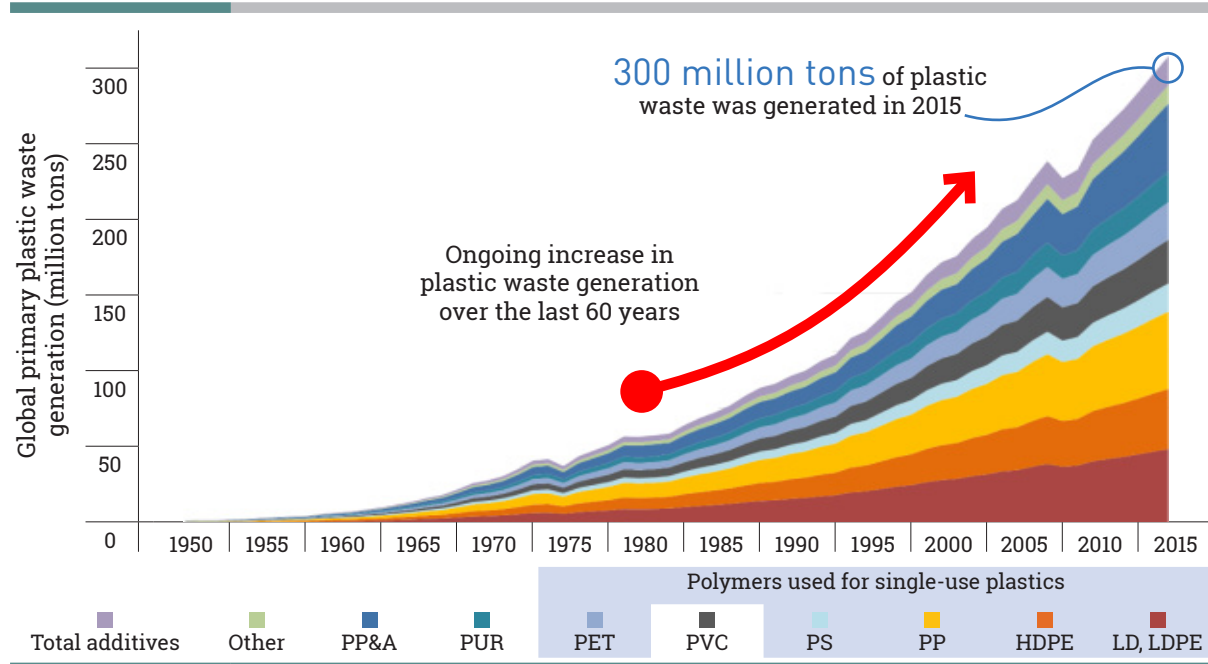 300 million tons of plastic
waste was generated in 2015
Ongoing increase in
plastic waste generation
over the last 60 years
Global primary plastic waste
generation (million tons)
300
250
200
150
100
50
0
1950 1955 1960 1965 1970 1975 1980 1985 1990 1995 2000 2005 2010 2015
Polymers used for single-use plastics
Total additives Other PP&A PUR PET PVC PS PP HDPE LD, LDPE